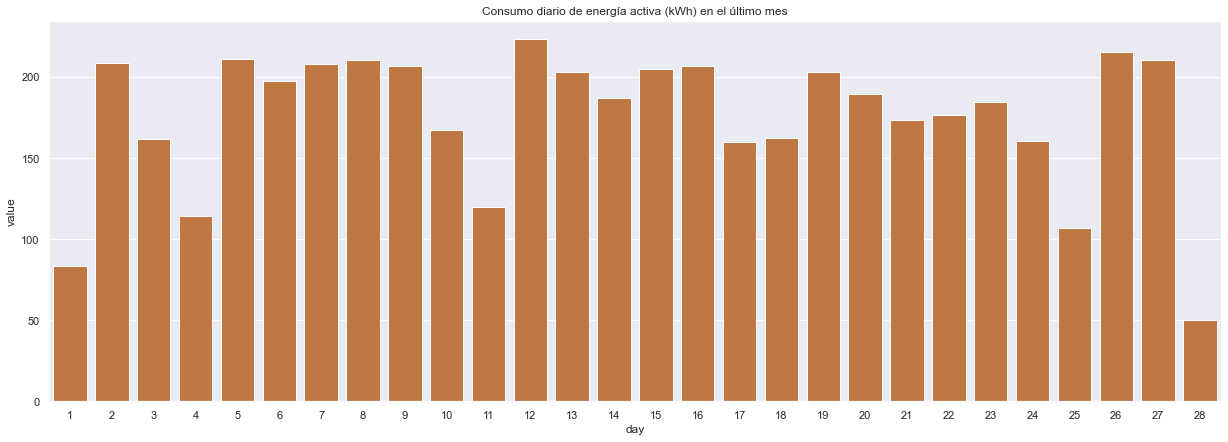 Consumo diario de energía activa (kWh) en el último mes
value
200
150
100
50
0
1 2 3 4 5 6 7 8 9 10 11 12 13 14 15 16 17 18 19 20 21 22 23 24 25 26 27 28
day